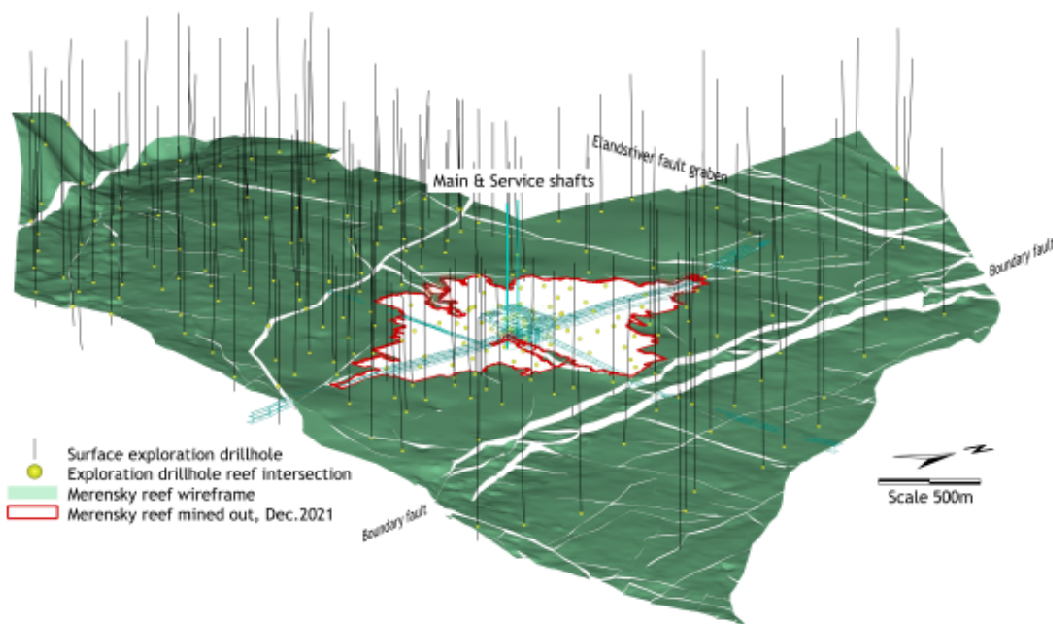 Elandsriver fault graben
Main & Service shafts
Boundary fault
Surface exploration drillhole
Exploration drillhole reef intersection
Merensky reef wireframe
Merensky reef mined out, Dec.2021
Boundary fault
N
Scale 500m